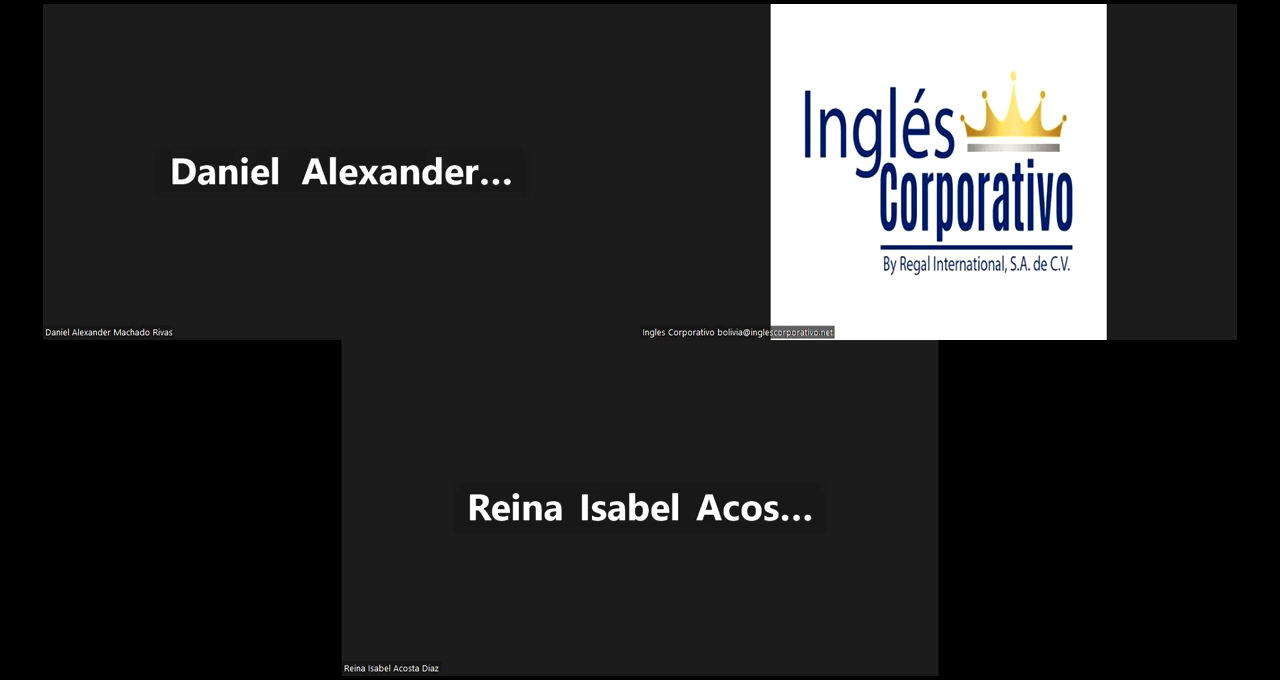 Daniel Alexander...
Daniel Alexander Machado Rivas
Inglés
Corporativo
By Regal International, S.A. de C.V.
Ingles Corporativo bolivia@inglescorporativo.net
Reina Isabel Acos...
Reina Isabel Acosta Diaz